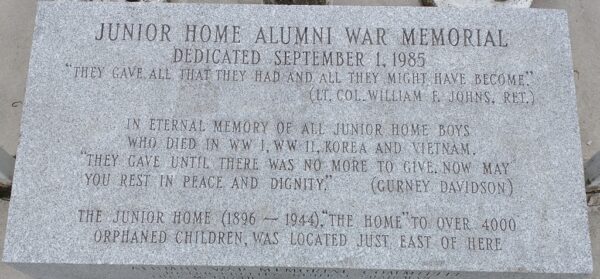 JUNIOR HOME ALUMNI WAR MEMORIAL
DEDICATED SEPTEMBER 1, 1985
"THEY GAVE ALL THAT THEY HAD AND ALL THEY MIGHT HAVE BECOME."
(LT. COL. WILLIAM F. JOHNS, RET.)
IN ETERNAL MEMORY OF ALL JUNIOR HOME BOYS
WHO DIED IN WW I, WW II, KOREA AND VIETNAM.
"THEY GAVE UNTIL THERE WAS NO MORE TO GIVE. NOW MAY
YOU REST IN PEACE AND DIGNITY." (GURNEY DAVIDSON)
THE JUNIOR HOME (1896 — 1944), "THE HOME" TO OVER 4000
ORPHANED CHILDREN, WAS LOCATED JUST EAST OF HERE